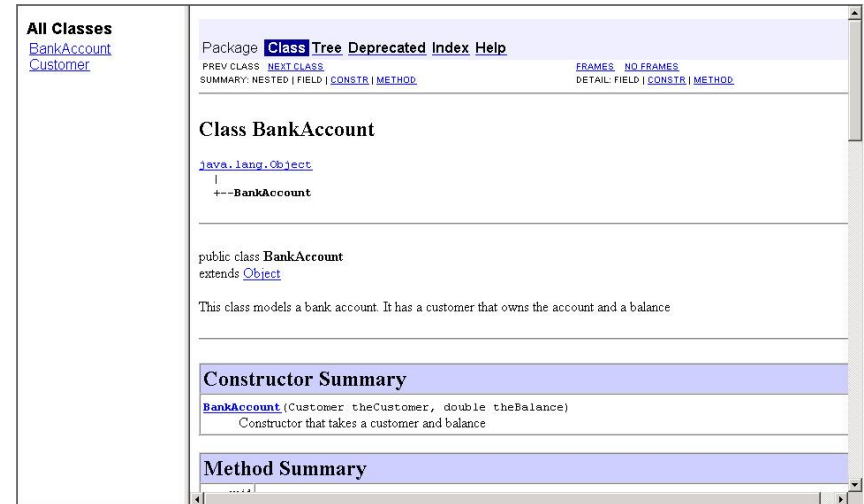 All Classes
BankAccount
Customer
Package Class Tree Deprecated Index Help
PREV CLASS NEXT CLASS
FRAMES NO FRAMES
SUMMARY: NESTED | FIELD | CONSTR | METHOD
DETAIL: FIELD | CONSTR | METHOD
Class BankAccount
java.lang.Object
|
+--BankAccount
public class BankAccount
extends Object
This class models a bank account. It has a customer that owns the account and a balance
Constructor Summary
BankAccount(Customer theCustomer, double theBalance)
Constructor that takes a customer and balance
Method Summary